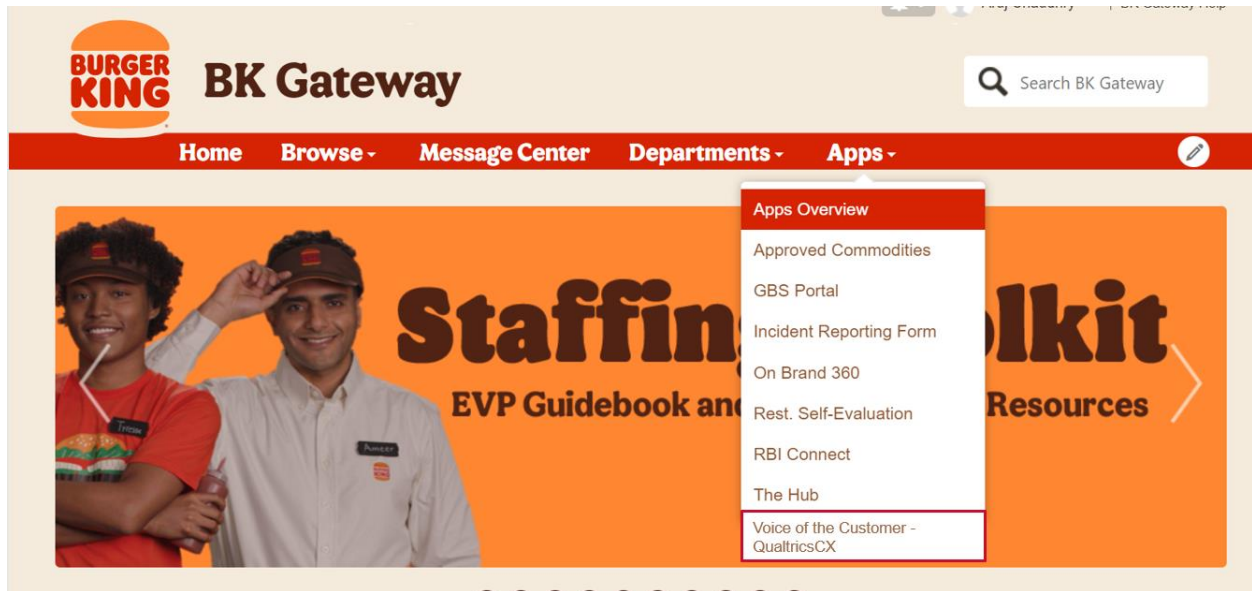 BURGER
KING
BK Gateway
Search BK Gateway
Home Browse Message Center Departments Apps
Apps Overview
Approved Commodities
GBS Portal
Incident Reporting Form
On Brand 360
Rest. Self-Evaluation
RBI Connect
The Hub
Voice of the Customer -
QualtricsCX
Staffin lkit
EVP Guidebook an Resources